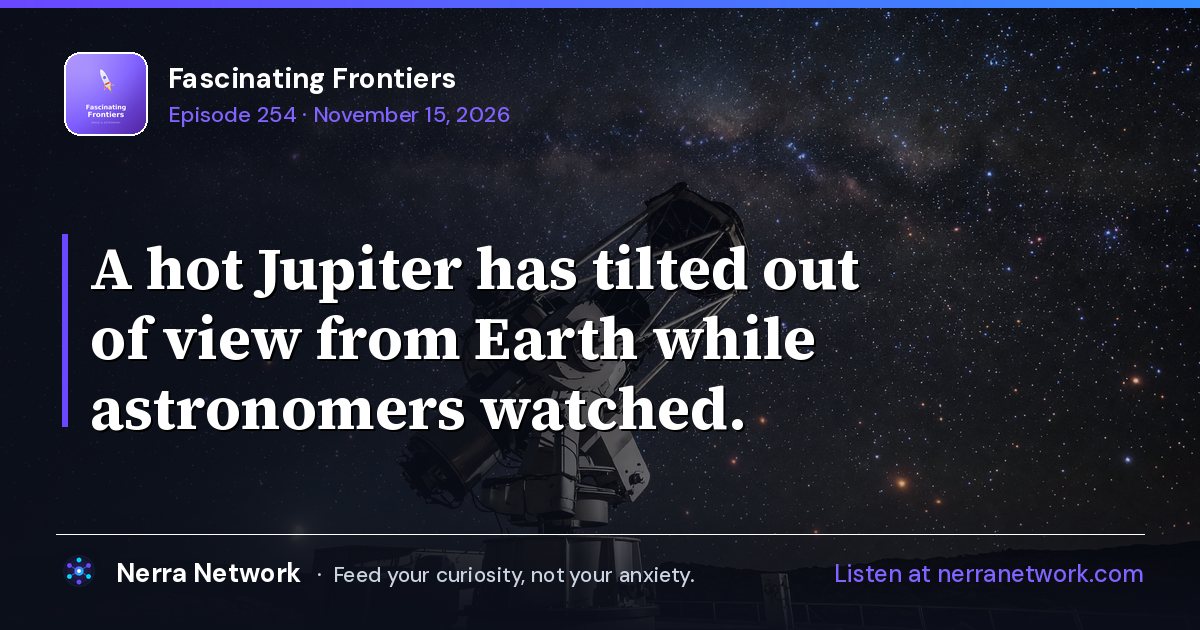 Fascinating Frontiers
Episode 254 · November 15, 2026
Fascinating
Frontiers
A hot Jupiter has tilted out
of view from Earth while
astronomers watched.
Nerra Network · Feed your curiosity, not your anxiety.
Listen at nerranetwork.com